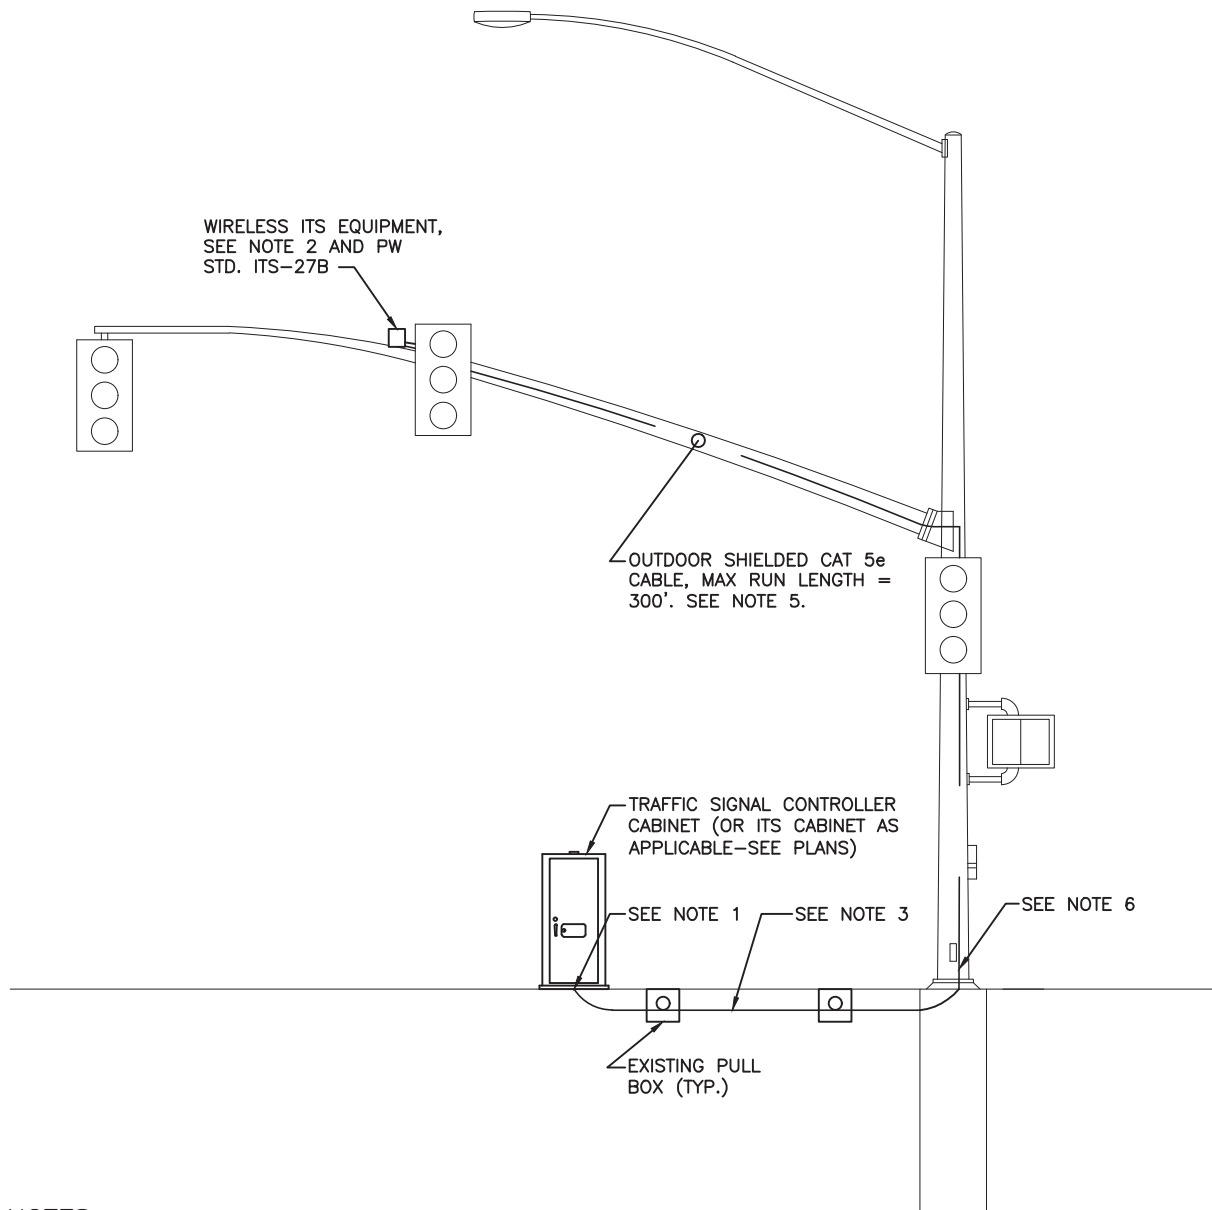 WIRELESS ITS EQUIPMENT,
SEE NOTE 2 AND PW
STD. ITS-27B
OUTDOOR SHIELDED CAT 5e
CABLE, MAX RUN LENGTH =
300'. SEE NOTE 5.
TRAFFIC SIGNAL CONTROLLER
CABINET (OR ITS CABINET AS
APPLICABLE-SEE PLANS)
SEE NOTE 1
SEE NOTE 3
SEE NOTE 6
EXISTING PULL
BOX (TYP.)